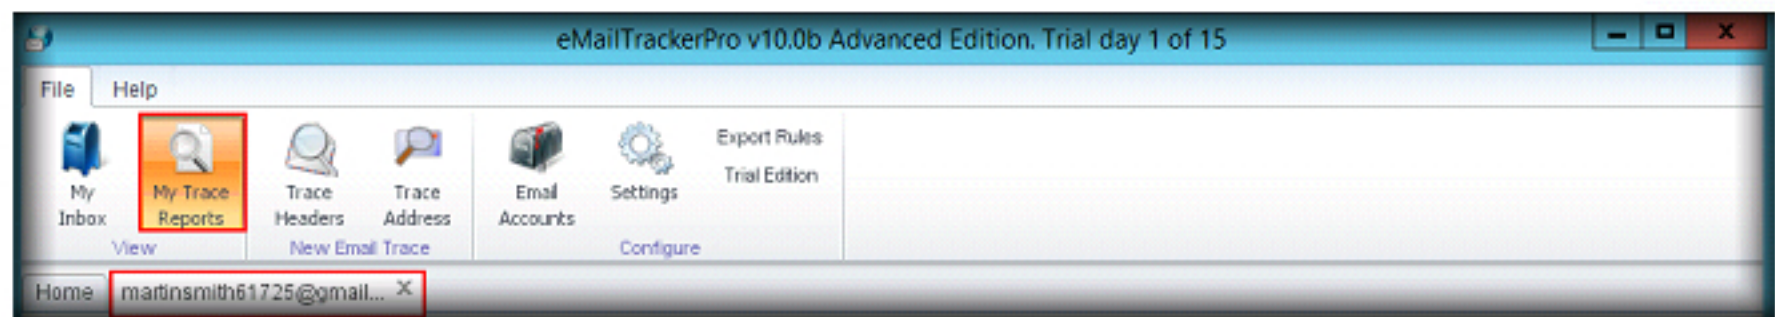 eMailTrackerPro v10.0b Advanced Edition. Trial day 1 of 15
File Help
Export Rules
Trial Edition
My Inbox
My Trace Reports
Trace Headers
Trace Address
Email Accounts
Settings
View
New Email Trace
Configure
Home martinsmith61725@gmail...